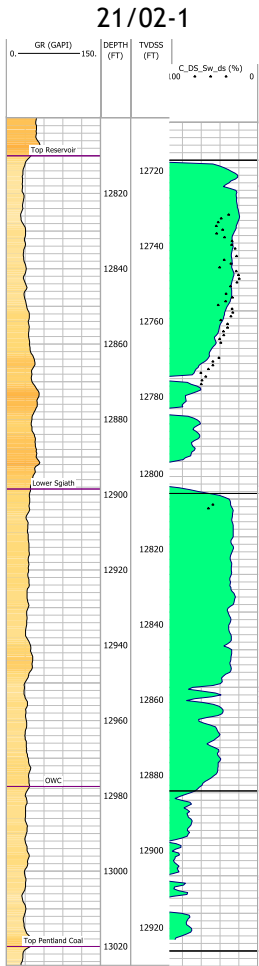 21/02-1
GR (GAPI)
0. 150.
DEPTH
(FT)
TVDSS
(FT)
C_DS_Sw_ds (%)
100 0
Top Reservoir
12720
12820
12740
12840
12760
12860
12780
12880
12800
Lower Sgiath
12900
12820
12920
12840
12940
12860
12960
12880
OWC
12980
12900
13000
12920
Top Pentland Coal
13020